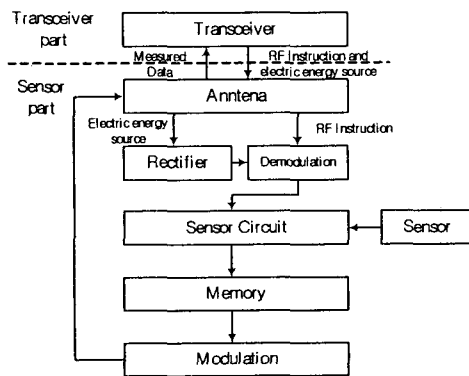 Transceiver
part
Transceiver
Measured
Data
RF Instruction and
electric energy source
Sensor
part
Anntena
Electric energy
source
RF Instruction
Rectifier
Demodulation
Sensor Circuit
Sensor
Memory
Modulation